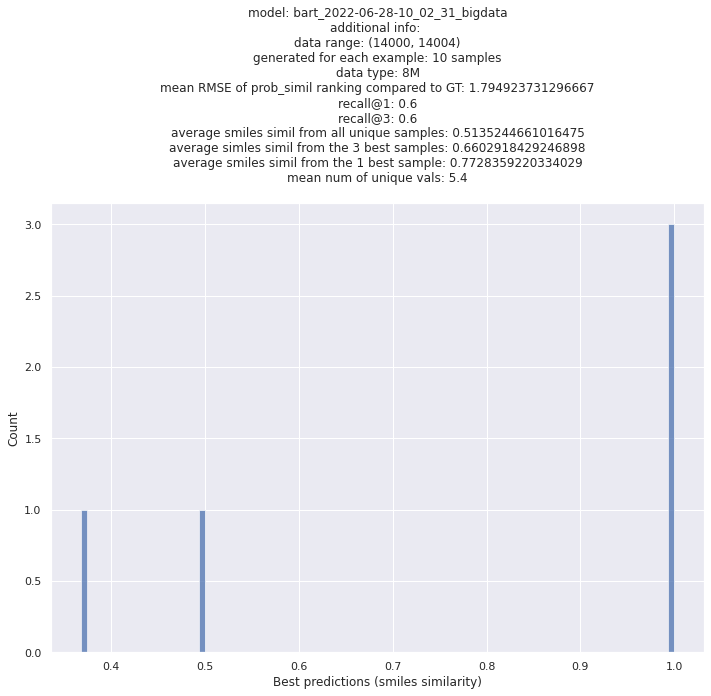 model: bart_2022-06-28-10_02_31_bigdata
additional info:
data range: (14000, 14004)
generated for each example: 10 samples
data type: 8M
mean RMSE of prob_simil ranking compared to GT: 1.794923731296667
recall@1: 0.6
recall@3: 0.6
average smiles simil from all unique samples: 0.5135244661016475
average smiles simil from the 3 best samples: 0.6602918429246898
average smiles simil from the 1 best sample: 0.7728359220334029
mean num of unique vals: 5.4
3.0
2.5
2.0
1.5
1.0
0.5
0.0
Count
0.4
0.5
0.6
0.7
0.8
0.9
1.0
Best predictions (smiles similarity)